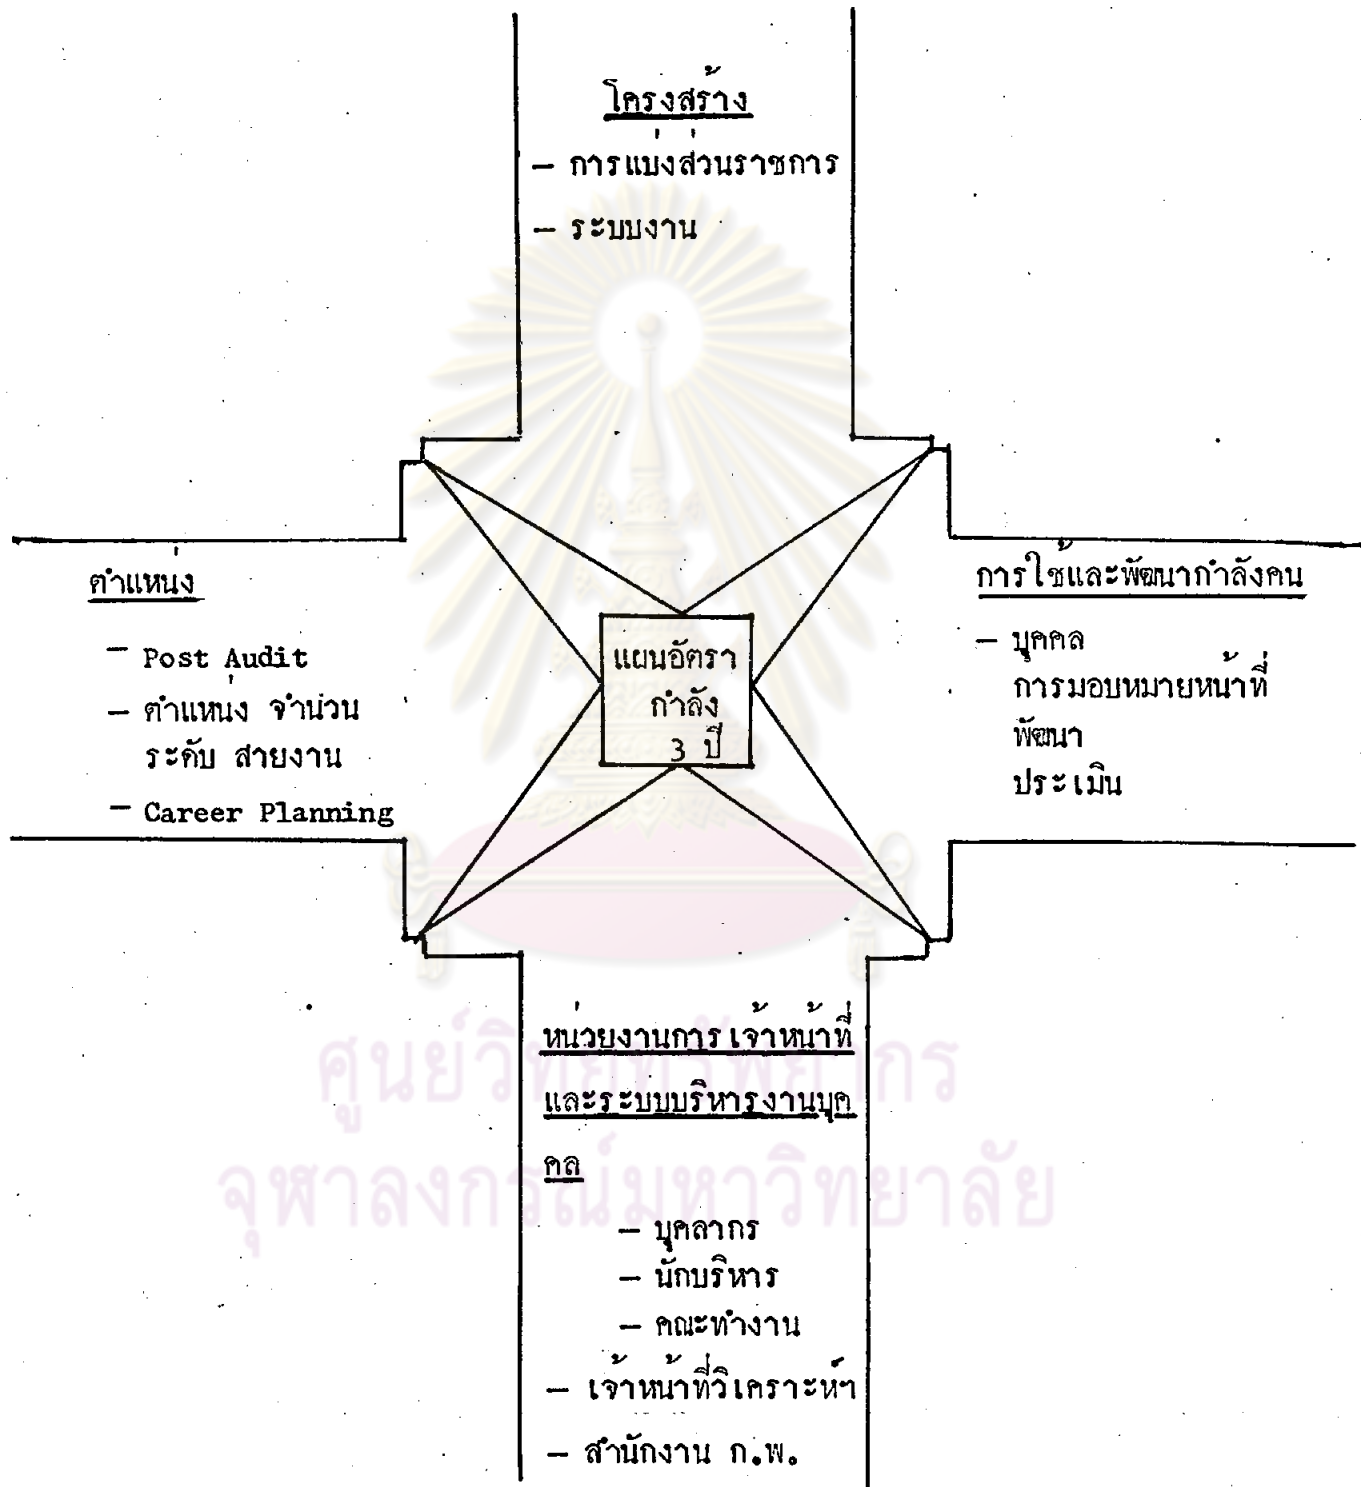 โครงสร้าง
– การแบ่งส่วนราชการ
– ระบบงาน
ตำแหน่ง
– Post Audit
– ตำแหน่ง จำนวน
ระดับ สายงาน
– Career Planning
แผนอัตรา
กำลัง
3 ปี
การใช้และพัฒนากำลังคน
– บุคคล
การมอบหมายหน้าที่
พัฒนา
ประเมิน
หน่วยงานการเจ้าหน้าที่
และระบบบริหารงานบุค
คล
– บุคลากร
– นักบริหาร
– คณะทำงาน
– เจ้าหน้าที่วิเคราะห์ฯ
– สำนักงาน ก.พ.
ศูนย์วิทยทรัพยากร
จุฬาลงกรณ์มหาวิทยาลัย